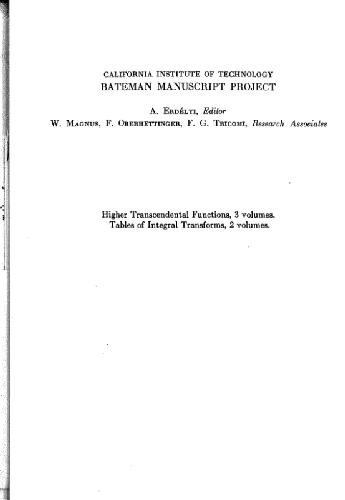 CALIFORNIA INSTITUTE OF TECHNOLOGY
BATEMAN MANUSCRIPT PROJECT
A. ERDÉLYI, Editor
W. MAGNUS, F. OBERHETTINGER, F. G. TRICOMI, Research Associates
Higher Transcendental Functions, 3 volumes.
Tables of Integral Transforms, 2 volumes.